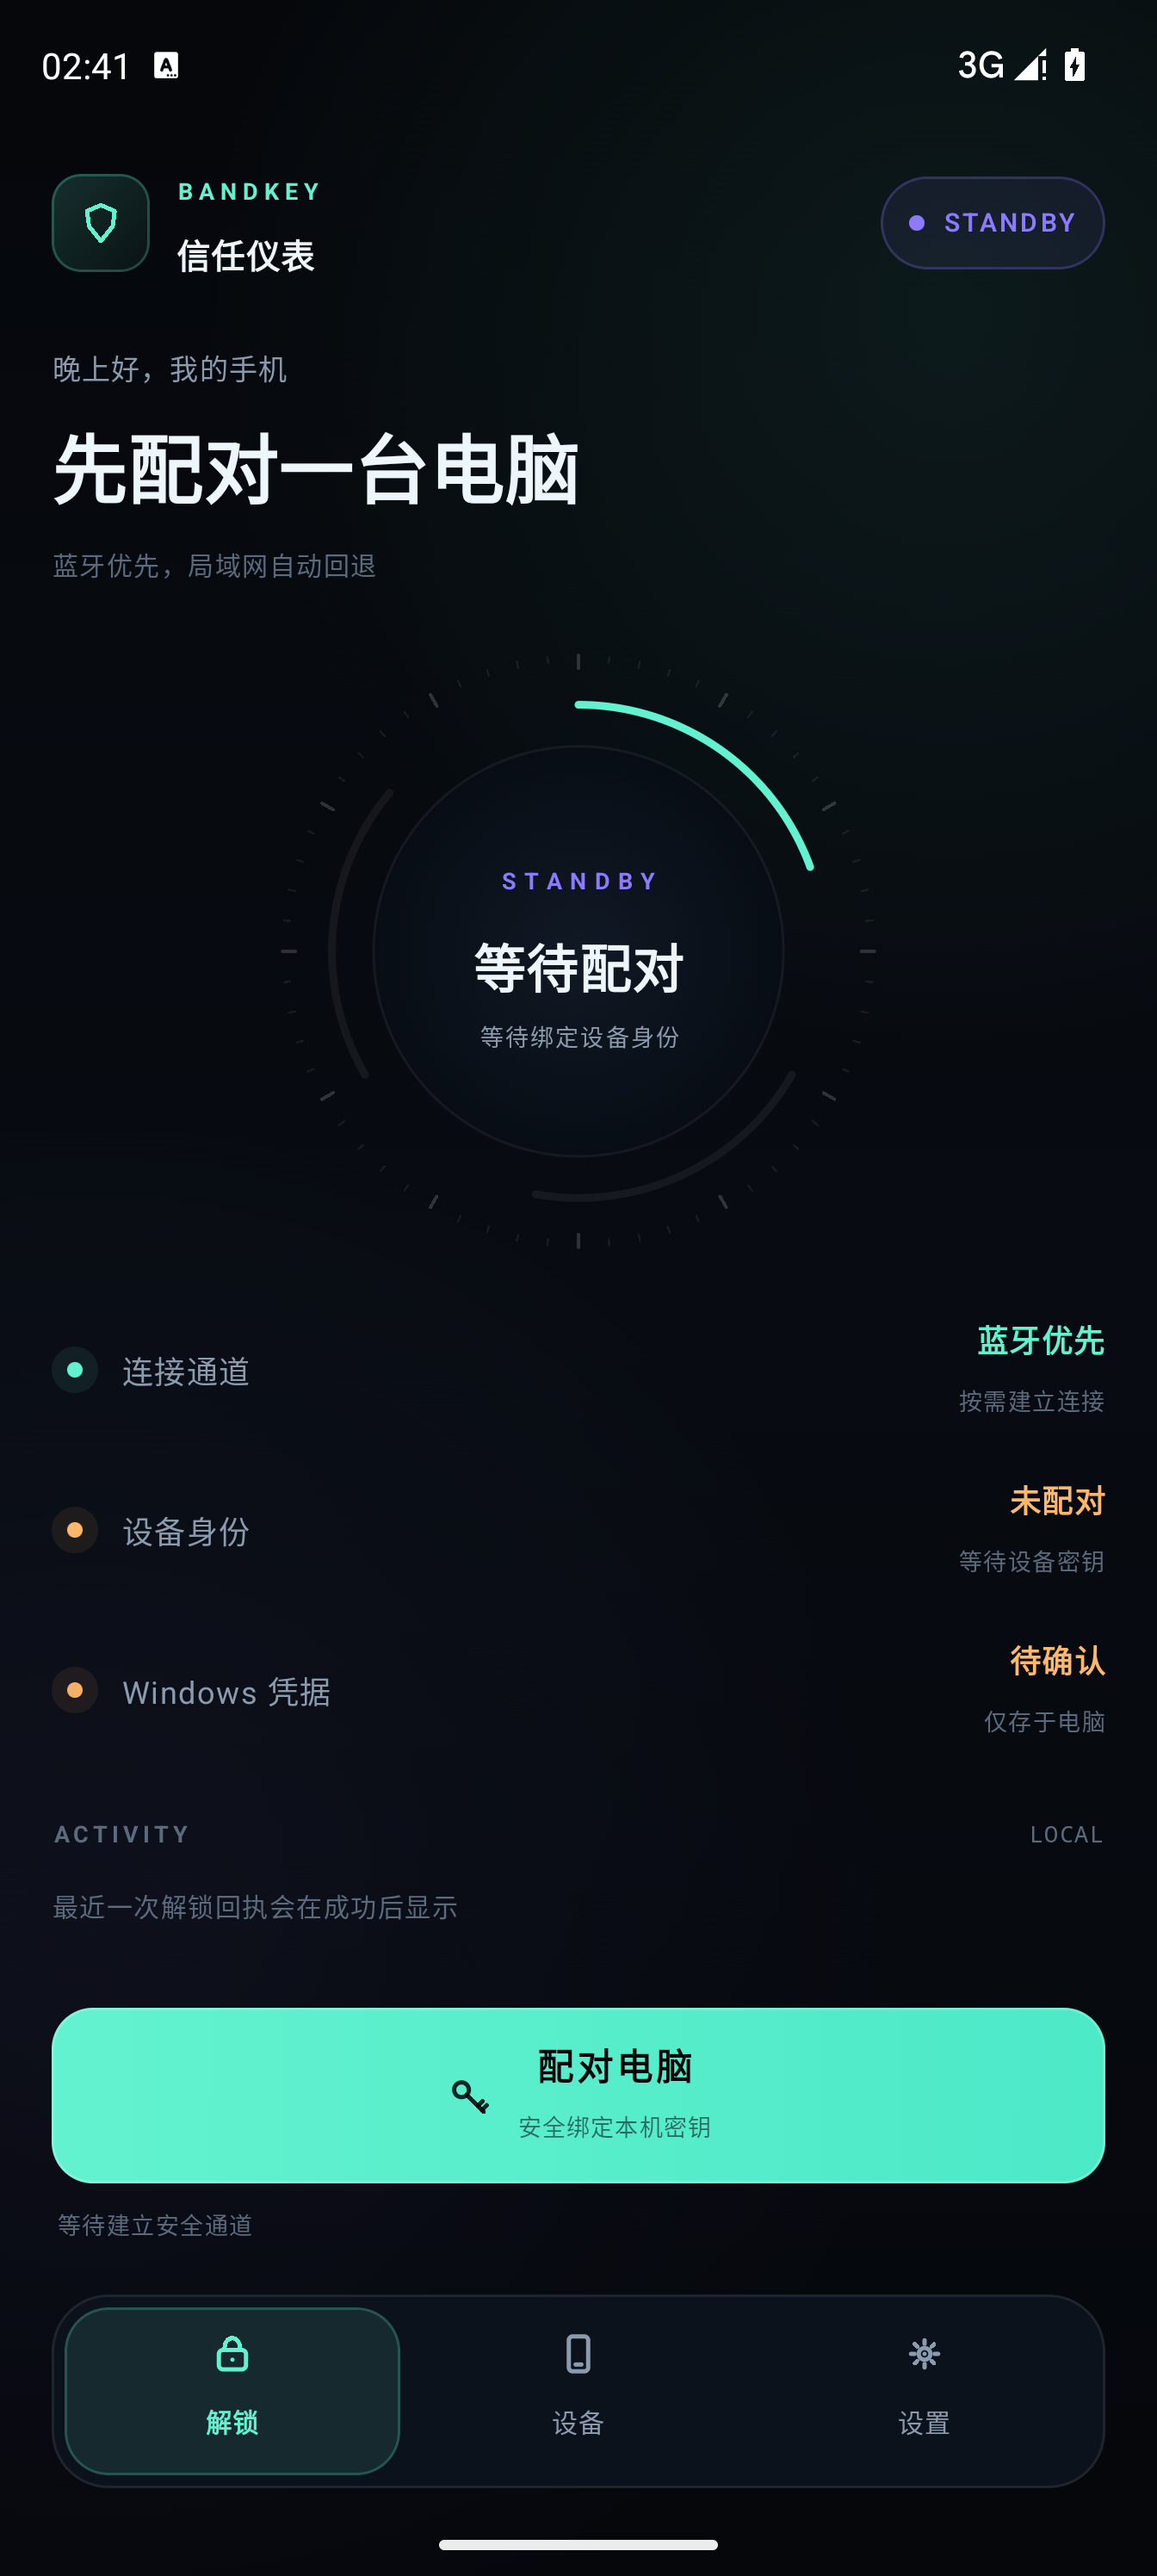 02:41
3G
BANDKEY
信任仪表
STANDBY
晚上好，我的手机
先配对一台电脑
蓝牙优先，局域网自动回退
STANDBY
等待配对
等待绑定设备身份
连接通道
蓝牙优先
按需建立连接
设备身份
未配对
等待设备密钥
Windows 凭据
待确认
仅存于电脑
ACTIVITY
LOCAL
最近一次解锁回执会在成功后显示
配对电脑
安全绑定本机密钥
等待建立安全通道
解锁
设备
设置